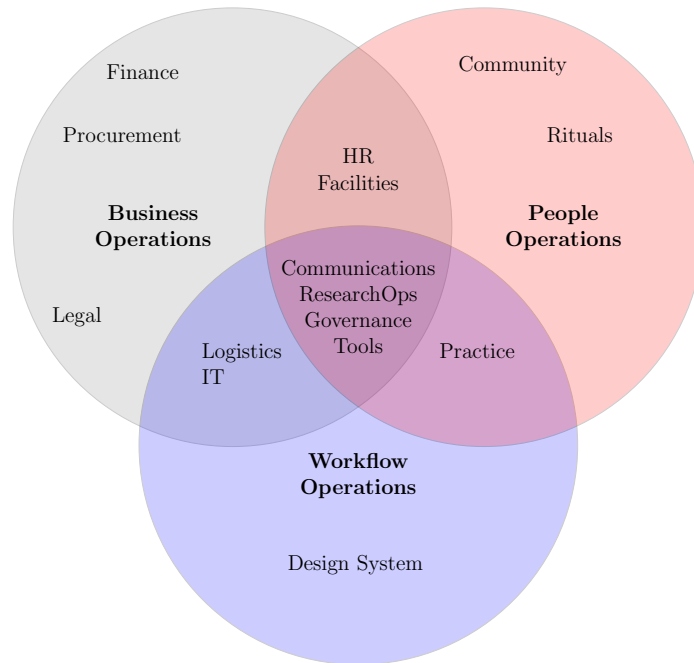 Finance
Community
Procurement
Rituals
HR
Facilities
Business
Operations
People
Operations
Communications
ResearchOps
Governance
Tools
Legal
Logistics
IT
Practice
Workflow
Operations
Design System